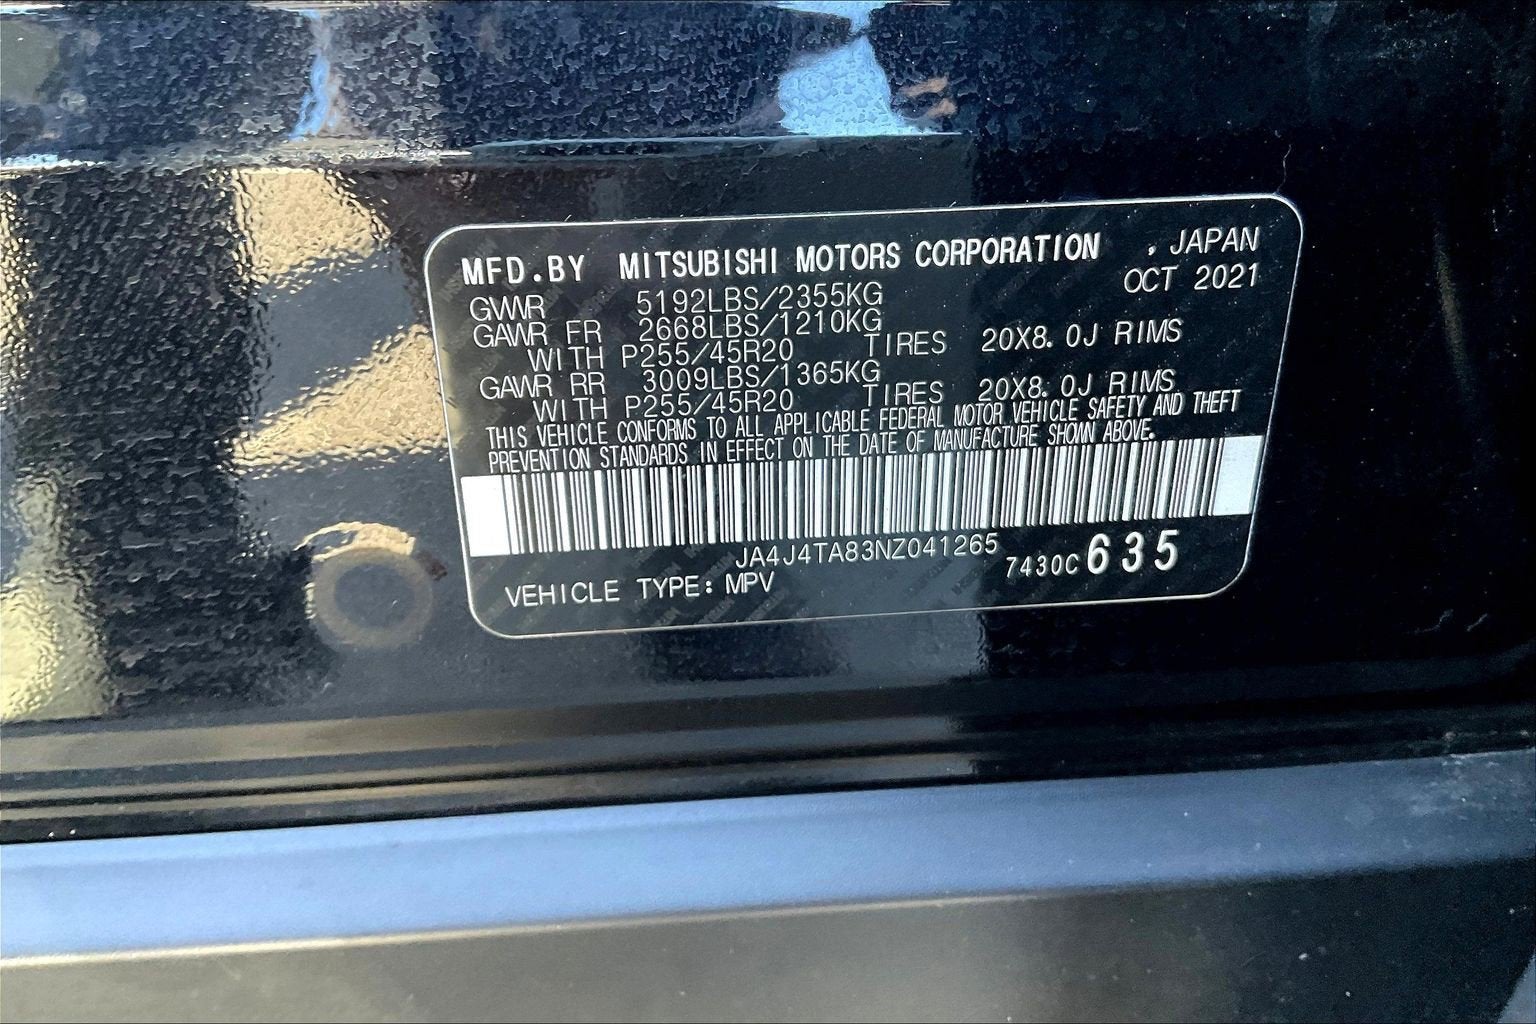 MFD.BY MITSUBISHI MOTORS CORPORATION , JAPAN
OCT 2021
GVWR 5192LBS/2355KG
GAWR FR 2668LBS/1210KG
WITH P255/45R20 TIRES 20X8.0J RIMS
GAWR RR 3009LBS/1365KG
WITH P255/45R20 TIRES 20X8.0J RIMS
THIS VEHICLE CONFORMS TO ALL APPLICABLE FEDERAL MOTOR VEHICLE SAFETY AND THEFT
PREVENTION STANDARDS IN EFFECT ON THE DATE OF MANUFACTURE SHOWN ABOVE.
JA4J4TA83NZ041265
7430C 635
VEHICLE TYPE: MPV